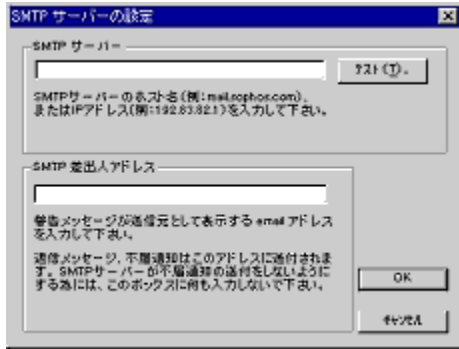 SMTP サーバーの設定
SMTP サーバー
テスト(T)...
SMTPサーバーのホスト名(例:mail.sophos.com)、
またはIPアドレス(例:192.83.82.1)を入力して下さい。
SMTP 差出人アドレス
警告メッセージが送信元として表示する email アドレス
を入力して下さい。
返信メッセージ、不届通知はこのアドレスに送付されま
す。SMTPサーバーが不届通知の送付をしないように
する為には、このボックスに何も入力しないで下さい。
OK
キャンセル